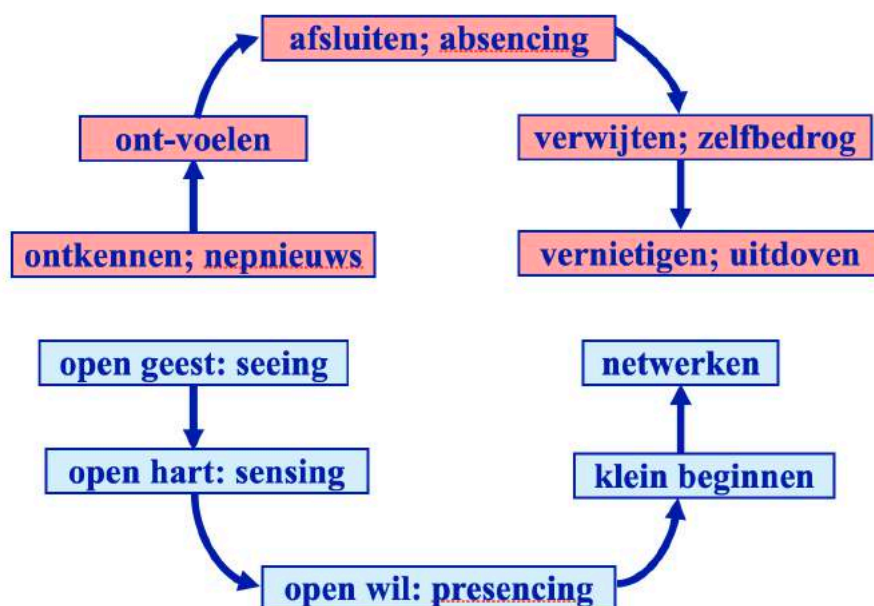 afsluiten; absencing
ont-voelen
verwijten; zelfbedrog
ontkennen; nepnieuws
vernietigen; uitdoven
open geest: seeing
netwerken
open hart: sensing
klein beginnen
open wil: presencing